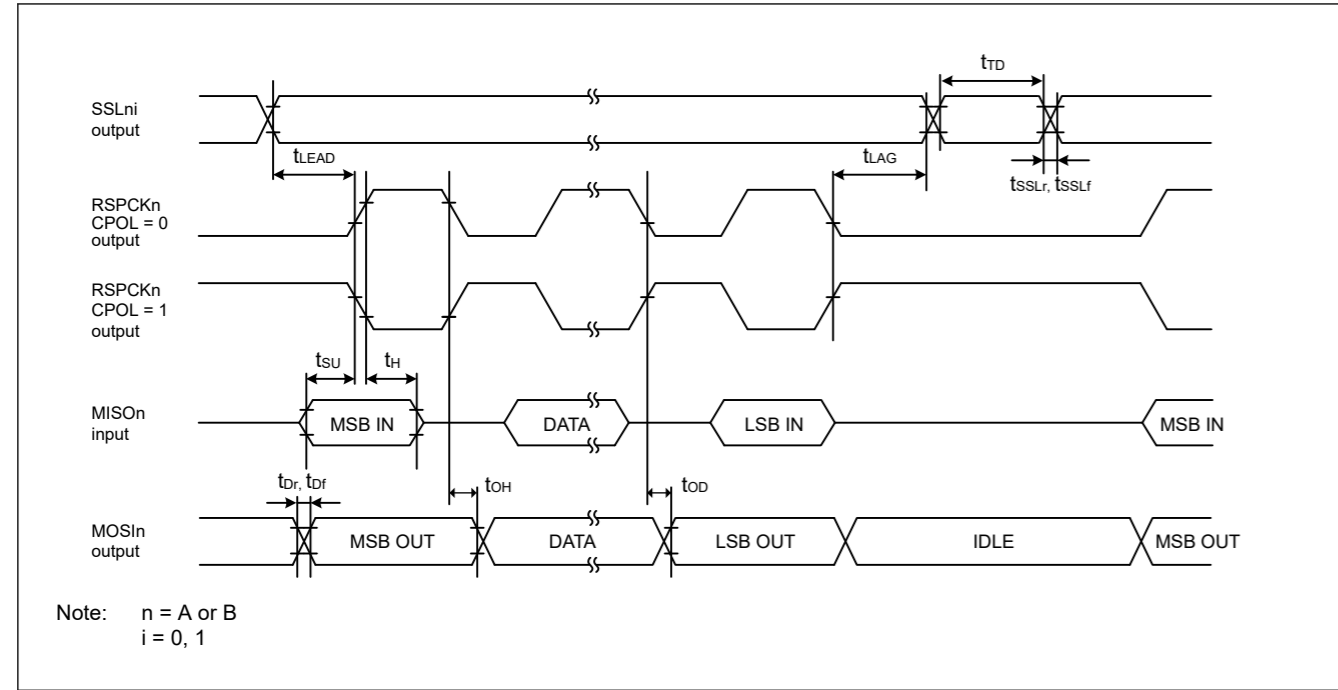 tTD
SSLni
output
tLEAD
tLAG
tSSLr, tSSLf
RSPCKn
CPOL = 0
output
RSPCKn
CPOL = 1
output
tSU
tH
MISOn
input
MSB IN
DATA
LSB IN
MSB IN
tDr, tDf
tOH
tOD
MOSIn
output
MSB OUT
DATA
LSB OUT
IDLE
MSB OUT
Note: n = A or B
i = 0, 1